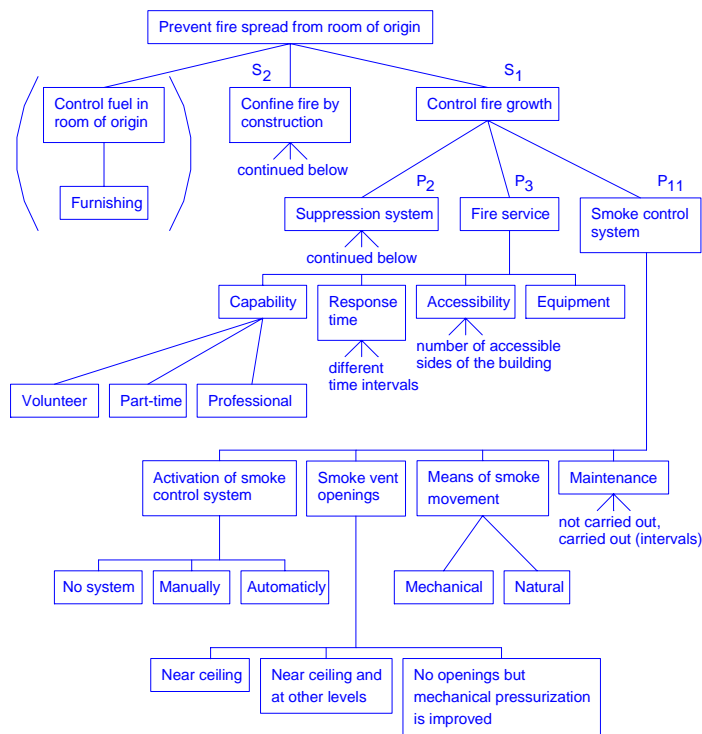 Prevent fire spread from room of origin
S2
S1
Control fuel in
room of origin
Confine fire by
construction
Control fire growth
continued below
P2
P3
P11
Furnishing
Suppression system
Fire service
Smoke control
system
continued below
Capability
Response
time
Accessibility
Equipment
different
time intervals
number of accessible
sides of the building
Volunteer
Part-time
Professional
Activation of smoke
control system
Smoke vent
openings
Means of smoke
movement
Maintenance
not carried out,
carried out (intervals)
No system
Manually
Automaticly
Mechanical
Natural
Near ceiling
Near ceiling and
at other levels
No openings but
mechanical pressurization
is improved